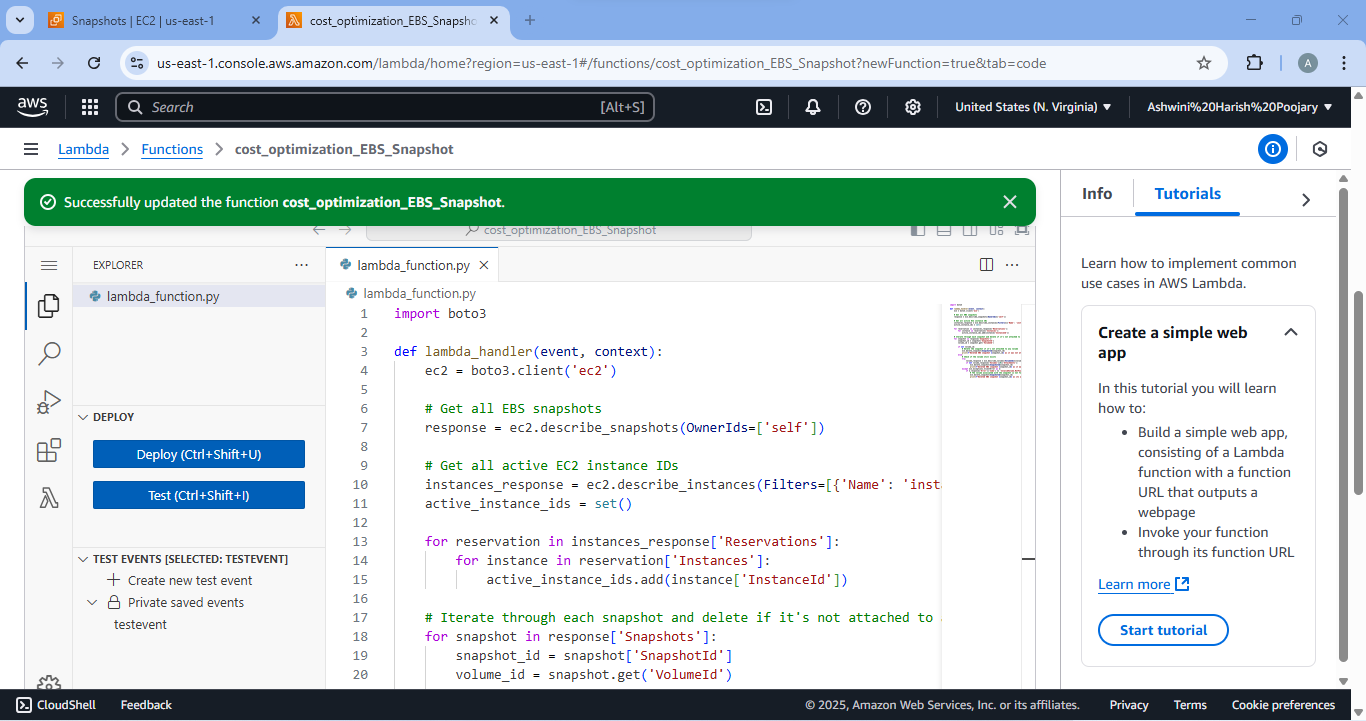 Snapshots | EC2 | us-east-1
cost_optimization_EBS_Snapsho
us-east-1.console.aws.amazon.com/lambda/home?region=us-east-1#/functions/cost_optimization_EBS_Snapshot?newFunction=true&tab=code
A
aws
Search
[Alt+S]
United States (N. Virginia)
Ashwini%20Harish%20Poojary
Lambda
Functions
cost_optimization_EBS_Snapshot
Successfully updated the function cost_optimization_EBS_Snapshot.
cost_optimization_EBS_Snapshot
EXPLORER
lambda_function.py
DEPLOY
Deploy (Ctrl+Shift+U)
Test (Ctrl+Shift+I)
TEST EVENTS [SELECTED: TESTEVENT]
Create new test event
Private saved events
testevent
lambda_function.py
lambda_function.py
1 import boto3
2
3 def lambda_handler(event, context):
4 ec2 = boto3.client('ec2')
5
6 # Get all EBS snapshots
7 response = ec2.describe_snapshots(OwnerIds=['self'])
8
9 # Get all active EC2 instance IDs
10 instances_response = ec2.describe_instances(Filters=[{'Name': 'inst
11 active_instance_ids = set()
12
13 for reservation in instances_response['Reservations']:
14 for instance in reservation['Instances']:
15 active_instance_ids.add(instance['InstanceId'])
16
17 # Iterate through each snapshot and delete if it's not attached to
18 for snapshot in response['Snapshots']:
19 snapshot_id = snapshot['SnapshotId']
20 volume_id = snapshot.get('VolumeId')
Info
Tutorials
Learn how to implement common
use cases in AWS Lambda.
Create a simple web
app
In this tutorial you will learn
how to:
• Build a simple web app,
consisting of a Lambda
function with a function
URL that outputs a
webpage
• Invoke your function
through its function URL
Learn more
Start tutorial
CloudShell
Feedback
© 2025, Amazon Web Services, Inc. or its affiliates.
Privacy
Terms
Cookie preferences